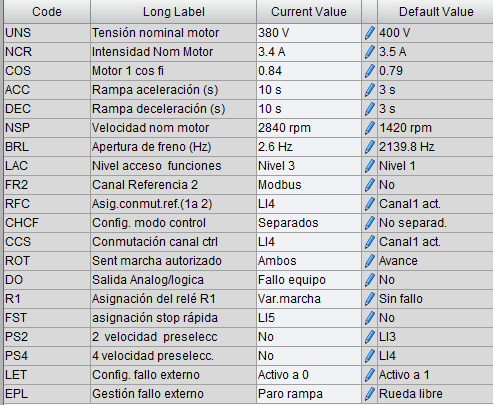 Code Long Label Current Value Default Value
UNS Tensión nominal motor 380 V 400 V
NCR Intensidad Nom Motor 3.4 A 3.5 A
COS Motor 1 cos fi 0.84 0.79
ACC Rampa aceleración (s) 10 s 3 s
DEC Rampa deceleración (s) 10 s 3 s
NSP Velocidad nom motor 2840 rpm 1420 rpm
BRL Apertura de freno (Hz) 2.6 Hz 2139.8 Hz
LAC Nivel acceso funciones Nivel 3 Nivel 1
FR2 Canal Referencia 2 Modbus No
RFC Asig.conmut.ref.(1a 2) LI4 Canal1 act.
CHCF Config. modo control Separados No separad.
CCS Conmutación canal ctrl LI4 Canal1 act.
ROT Sent marcha autorizado Ambos Avance
DO Salida Analog/logica Fallo equipo No
R1 Asignación del relé R1 Var.marcha Sin fallo
FST asignación stop rápida LI5 No
PS2 2 velocidad preselecc No LI3
PS4 4 velocidad preselecc. No LI4
LET Config. fallo externo Activo a 0 Activo a 1
EPL Gestión fallo externo Paro rampa Rueda libre